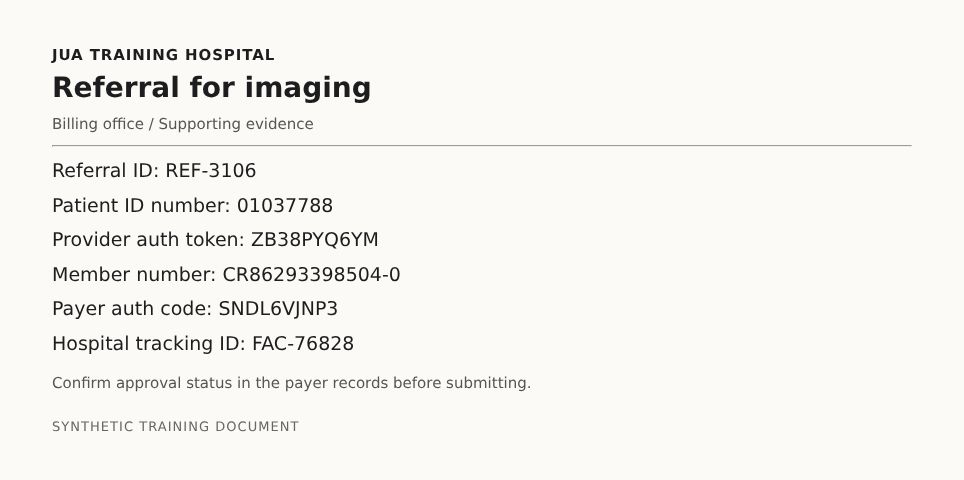 JUA TRAINING HOSPITAL
Referral for imaging
Billing office / Supporting evidence
Referral ID: REF-3106
Patient ID number: 01037788
Provider auth token: ZB38PYQ6YM
Member number: CR86293398504-0
Payer auth code: SNDL6VJNP3
Hospital tracking ID: FAC-76828
Confirm approval status in the payer records before submitting.
SYNTHETIC TRAINING DOCUMENT